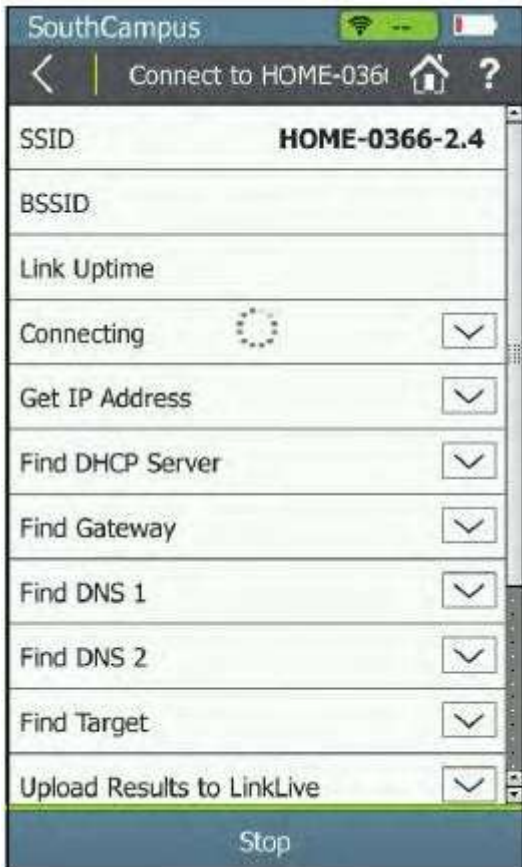 SouthCampus
--
Connect to HOME-036
?
SSID HOME-0366-2.4
BSSID
Link Uptime
Connecting
Get IP Address
Find DHCP Server
Find Gateway
Find DNS 1
Find DNS 2
Find Target
Upload Results to LinkLive
Stop